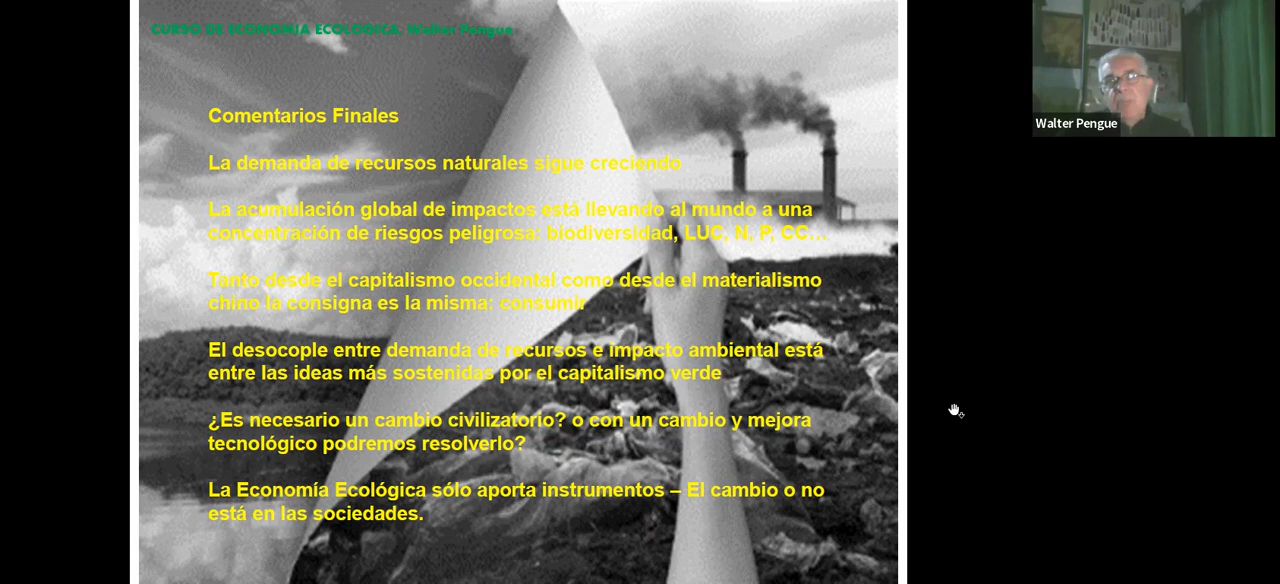 CURSO DE ECONOMIA ECOLOGICA. Walter Pengue
Comentarios Finales
La demanda de recursos naturales sigue creciendo
La acumulación global de impactos está llevando al mundo a una
concentración de riesgos peligrosa: biodiversidad, LUC, N, P, CC...
Tanto desde el capitalismo occidental como desde el materialismo
chino la consigna es la misma: consumir
El desocople entre demanda de recursos e impacto ambiental está
entre las ideas más sostenidas por el capitalismo verde
¿Es necesario un cambio civilizatorio? o con un cambio y mejora
tecnológico podremos resolverlo?
La Economía Ecológica sólo aporta instrumentos – El cambio o no
está en las sociedades.
Walter Pengue